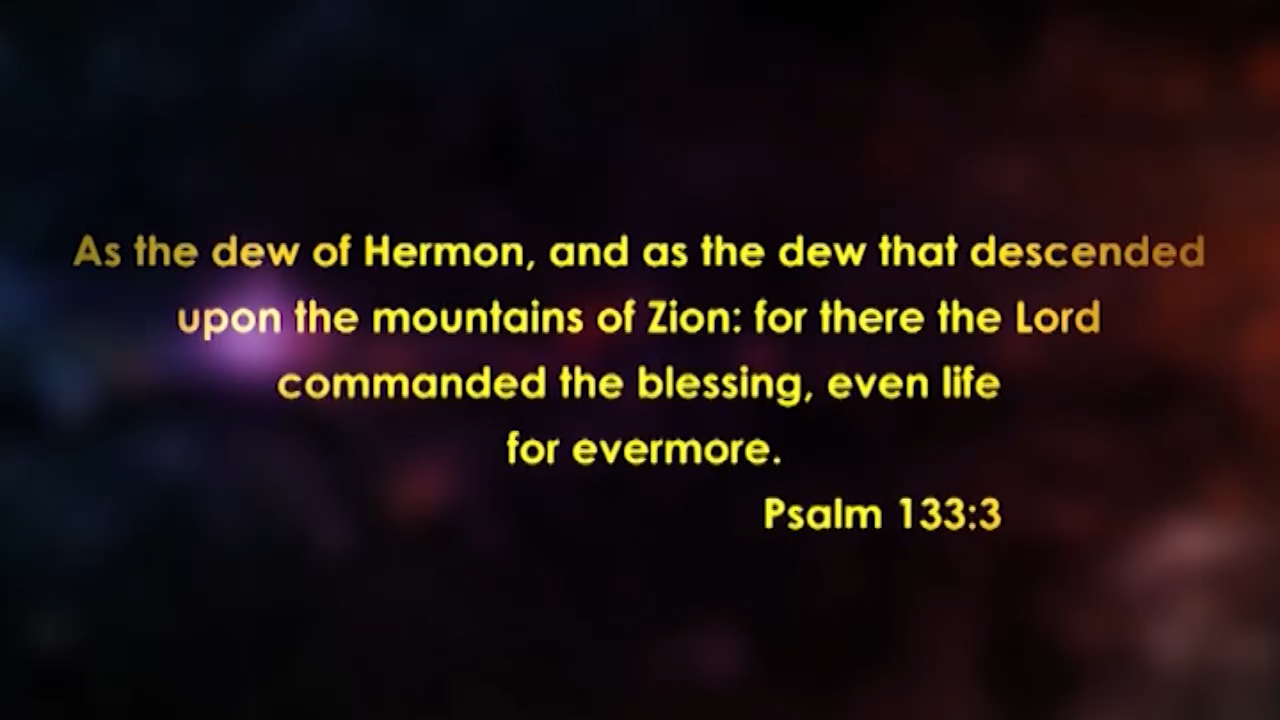 As the dew of Hermon, and as the dew that descended
upon the mountains of Zion: for there the Lord
commanded the blessing, even life
for evermore.
Psalm 133:3